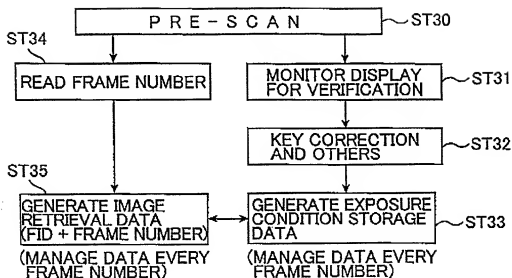 PRE-SCAN
ST30
ST34
READ FRAME NUMBER
MONITOR DISPLAY
FOR VERIFICATION
ST31
KEY CORRECTION
AND OTHERS
ST32
ST35
GENERATE IMAGE
RETRIEVAL DATA
(FID + FRAME NUMBER)
(MANAGE DATA EVERY
FRAME NUMBER)
GENERATE EXPOSURE
CONDITION STORAGE
DATA
ST33
(MANAGE DATA EVERY
FRAME NUMBER)